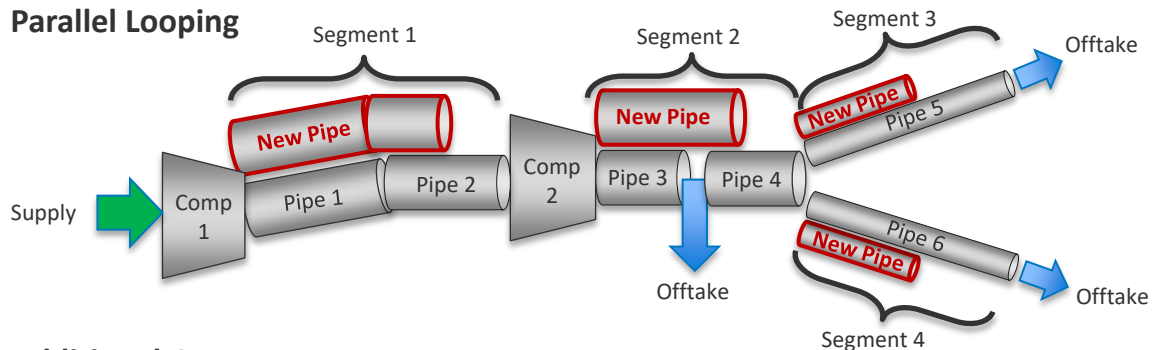 Parallel Looping
Segment 1
Segment 2
Segment 3
Offtake
New Pipe
New Pipe
New Pipe
Pipe 5
Supply
Comp
1
Pipe 1
Pipe 2
Comp
2
Pipe 3
Pipe 4
Pipe 6
New Pipe
Offtake
Offtake
Segment 4